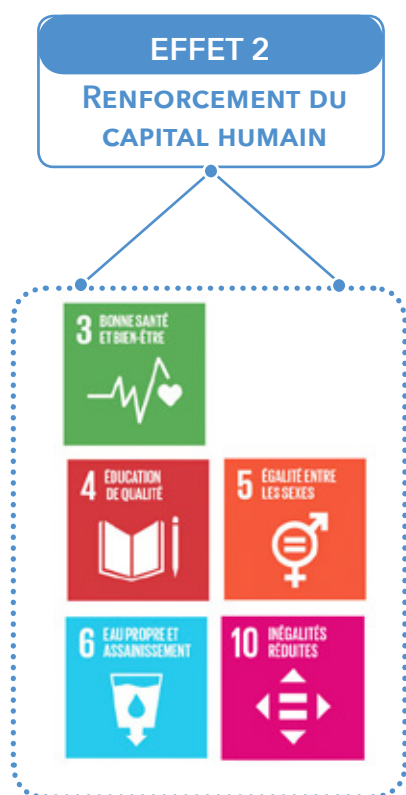 EFFET 2
RENFORCEMENT DU
CAPITAL HUMAIN
3 BONNE SANTÉ
ET BIEN-ÊTRE
4 ÉDUCATION
DE QUALITÉ
5 ÉGALITÉ ENTRE
LES SEXES
6 EAU PROPRE ET
ASSAINISSEMENT
10 INÉGALITÉS
RÉDUITES